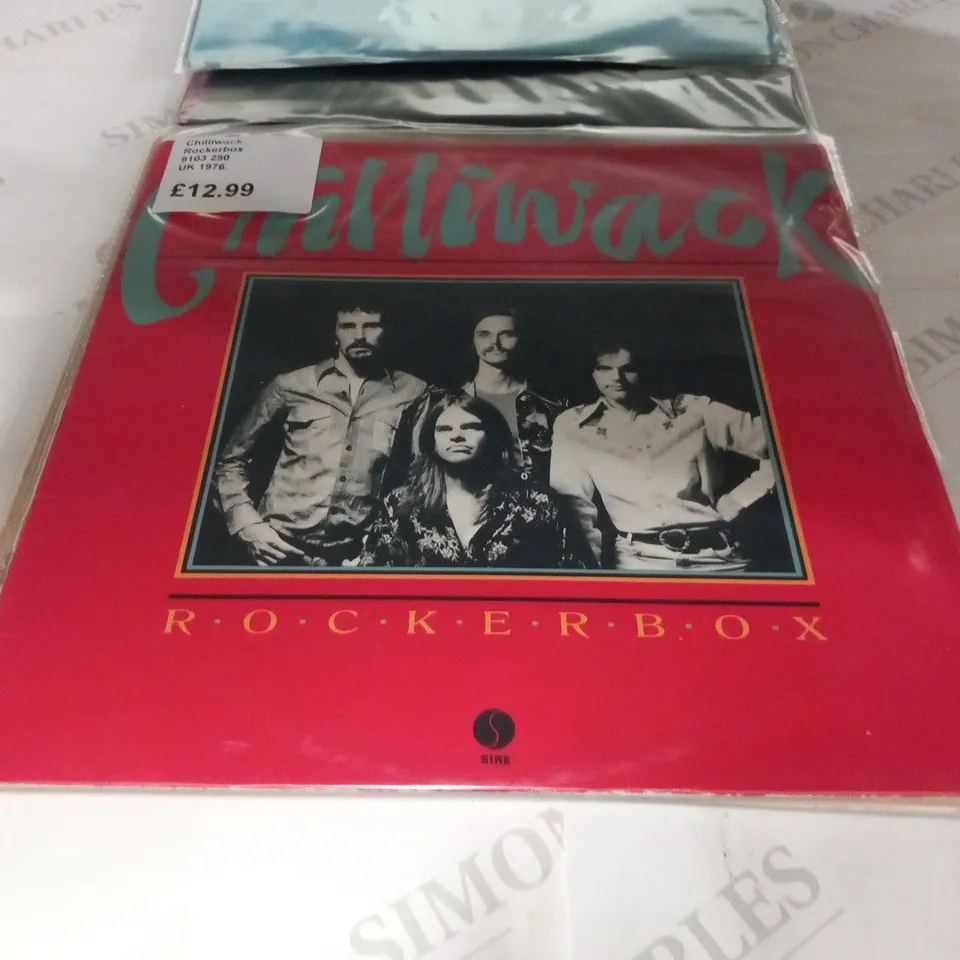 Chilliwack
Rockerbox
9103 250
UK 1976.
£12.99
Chilliwack
R·O·C·K·E·R·B·O·X
SIRE
SIMON CHARLES